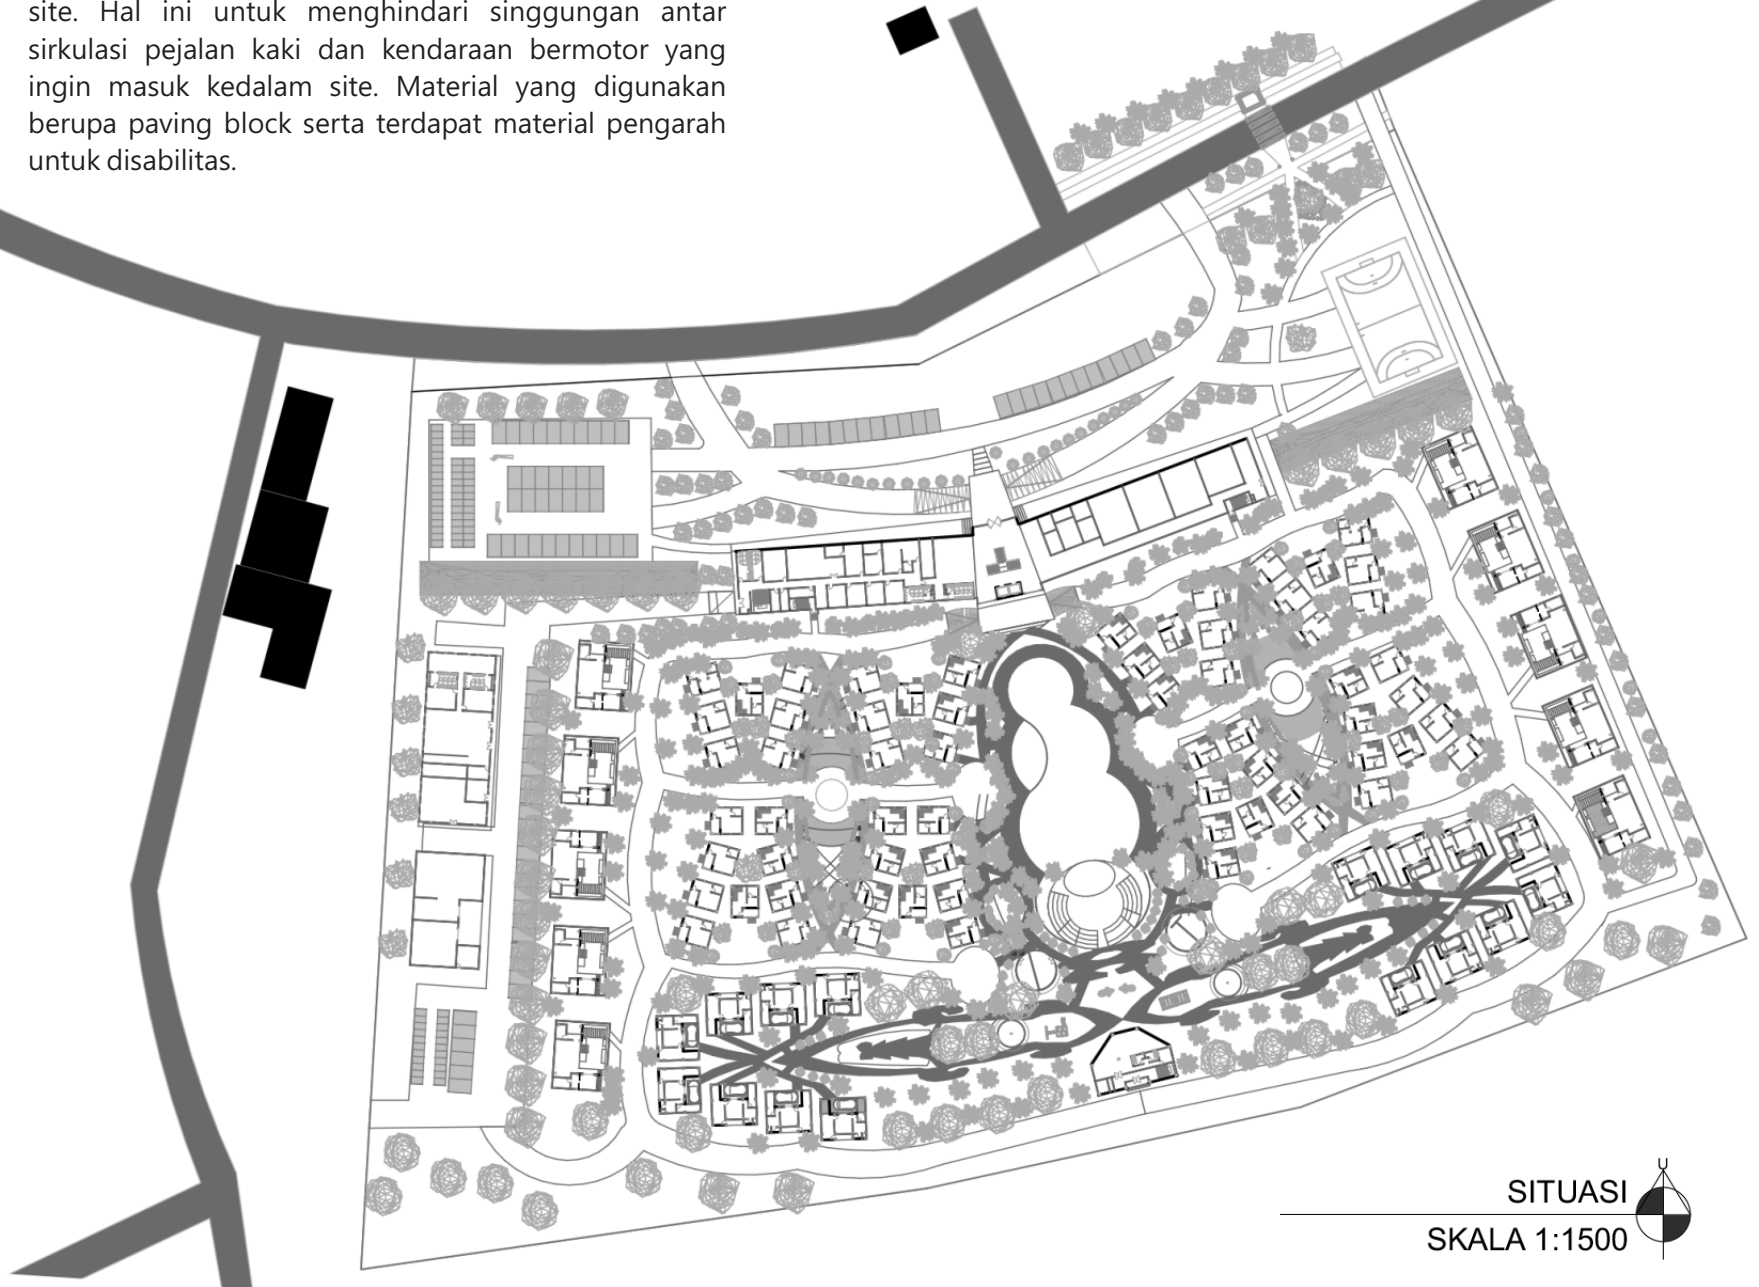 site. Hal ini untuk menghindari singgungan antar
sirkulasi pejalan kaki dan kendaraan bermotor yang
ingin masuk kedalam site. Material yang digunakan
berupa paving block serta terdapat material pengarah
untuk disabilitas.
U
SITUASI
SKALA 1:1500